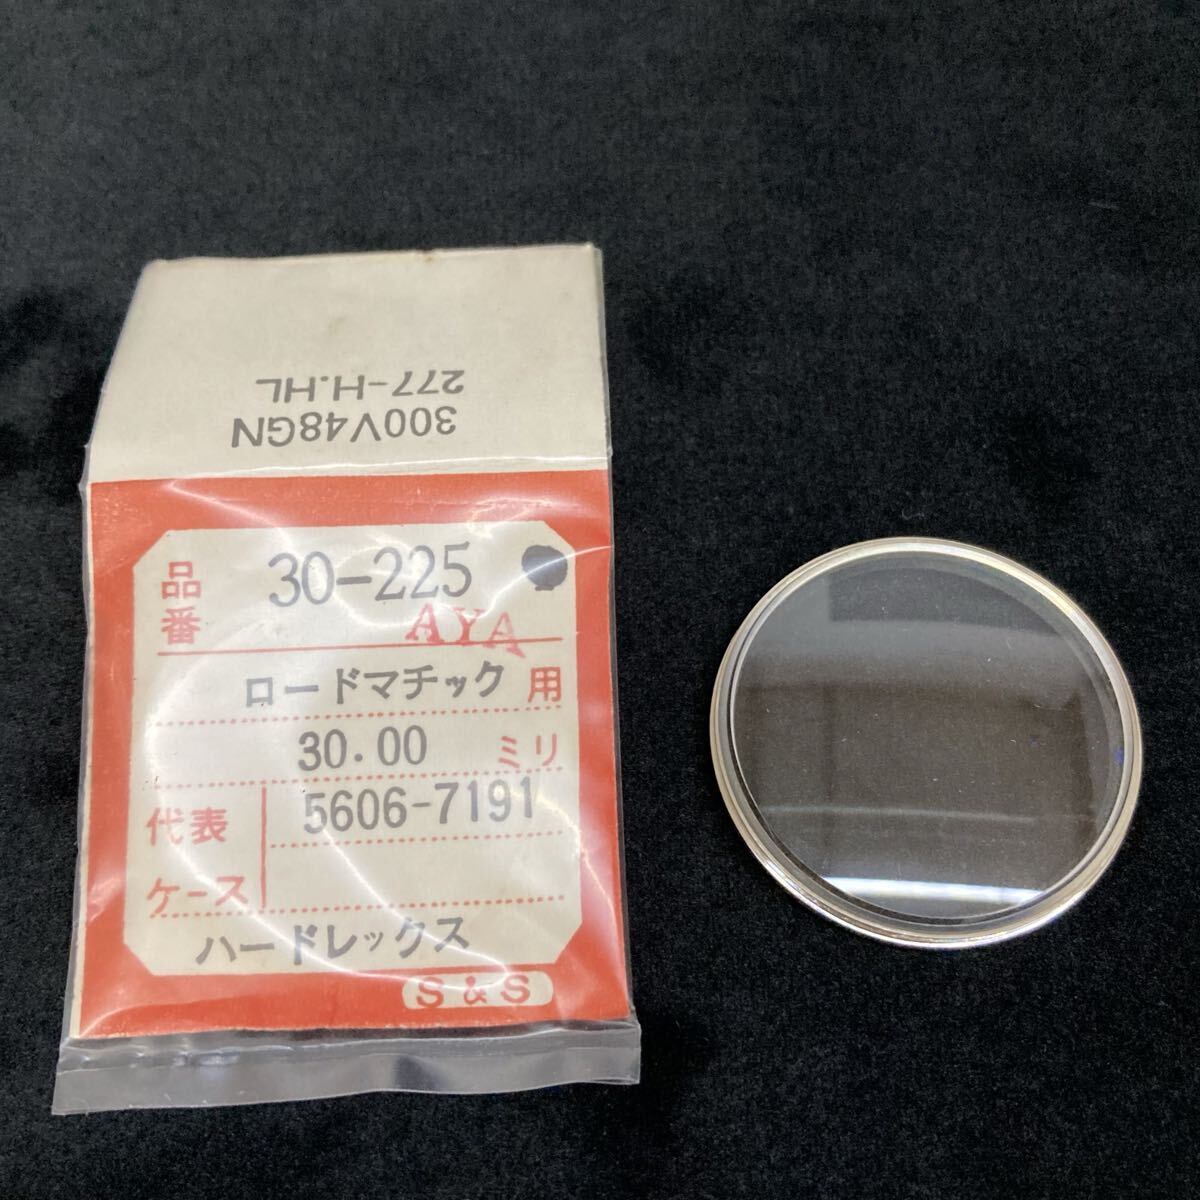 300V48GN
277-H.HL
品番 30-225
AYA
ロードマチック用
30.00 ミリ
代表ケース 5606-7191
ハードレックス
S & S